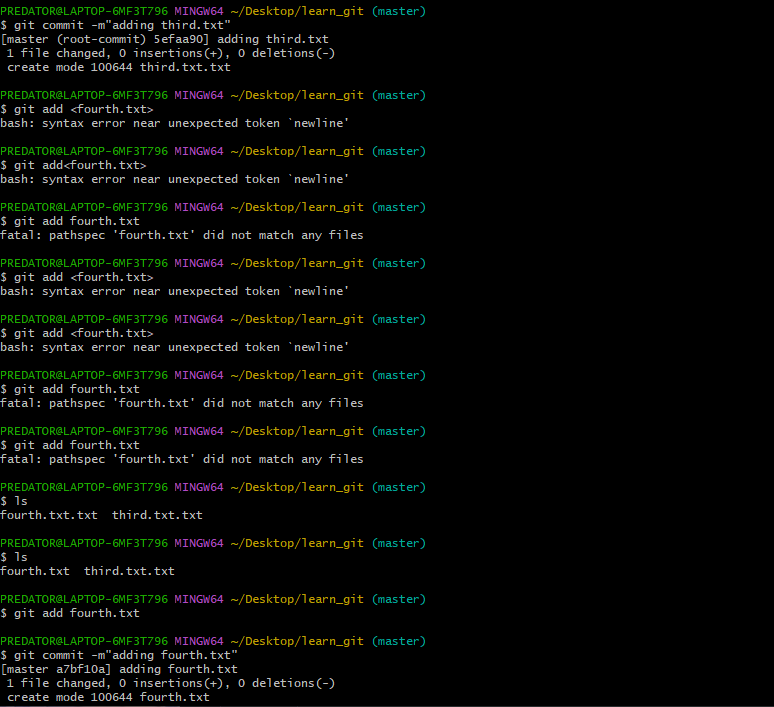 PREDATOR@LAPTOP-6MF3T796 MINGW64 ~/Desktop/learn_git (master)
$ git commit -m"adding third.txt"
[master (root-commit) 5efaa90] adding third.txt
 1 file changed, 0 insertions(+), 0 deletions(-)
 create mode 100644 third.txt.txt

PREDATOR@LAPTOP-6MF3T796 MINGW64 ~/Desktop/learn_git (master)
$ git add <fourth.txt>
bash: syntax error near unexpected token `newline'

PREDATOR@LAPTOP-6MF3T796 MINGW64 ~/Desktop/learn_git (master)
$ git add<fourth.txt>
bash: syntax error near unexpected token `newline'

PREDATOR@LAPTOP-6MF3T796 MINGW64 ~/Desktop/learn_git (master)
$ git add fourth.txt
fatal: pathspec 'fourth.txt' did not match any files

PREDATOR@LAPTOP-6MF3T796 MINGW64 ~/Desktop/learn_git (master)
$ git add <fourth.txt>
bash: syntax error near unexpected token `newline'

PREDATOR@LAPTOP-6MF3T796 MINGW64 ~/Desktop/learn_git (master)
$ git add <fourth.txt>
bash: syntax error near unexpected token `newline'

PREDATOR@LAPTOP-6MF3T796 MINGW64 ~/Desktop/learn_git (master)
$ git add fourth.txt
fatal: pathspec 'fourth.txt' did not match any files

PREDATOR@LAPTOP-6MF3T796 MINGW64 ~/Desktop/learn_git (master)
$ git add fourth.txt
fatal: pathspec 'fourth.txt' did not match any files

PREDATOR@LAPTOP-6MF3T796 MINGW64 ~/Desktop/learn_git (master)
$ ls
fourth.txt.txt  third.txt.txt

PREDATOR@LAPTOP-6MF3T796 MINGW64 ~/Desktop/learn_git (master)
$ ls
fourth.txt  third.txt.txt

PREDATOR@LAPTOP-6MF3T796 MINGW64 ~/Desktop/learn_git (master)
$ git add fourth.txt

PREDATOR@LAPTOP-6MF3T796 MINGW64 ~/Desktop/learn_git (master)
$ git commit -m"adding fourth.txt"
[master a7bf10a] adding fourth.txt
 1 file changed, 0 insertions(+), 0 deletions(-)
 create mode 100644 fourth.txt